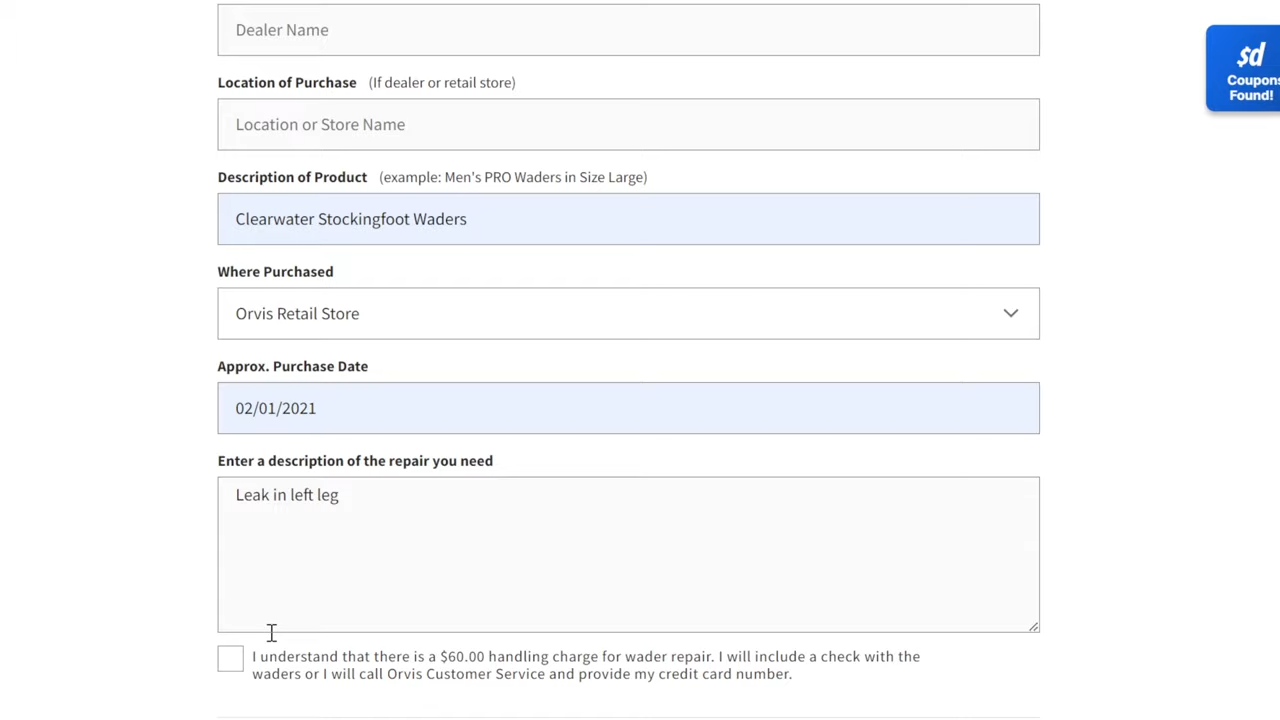 Dealer Name
Location of Purchase (If dealer or retail store)
Location or Store Name
Description of Product (example: Men's PRO Waders in Size Large)
Clearwater Stockingfoot Waders
Where Purchased
Orvis Retail Store
Approx. Purchase Date
02/01/2021
Enter a description of the repair you need
Leak in left leg
I understand that there is a $60.00 handling charge for wader repair. I will include a check with the
waders or I will call Orvis Customer Service and provide my credit card number.
$d
Coupons
Found!